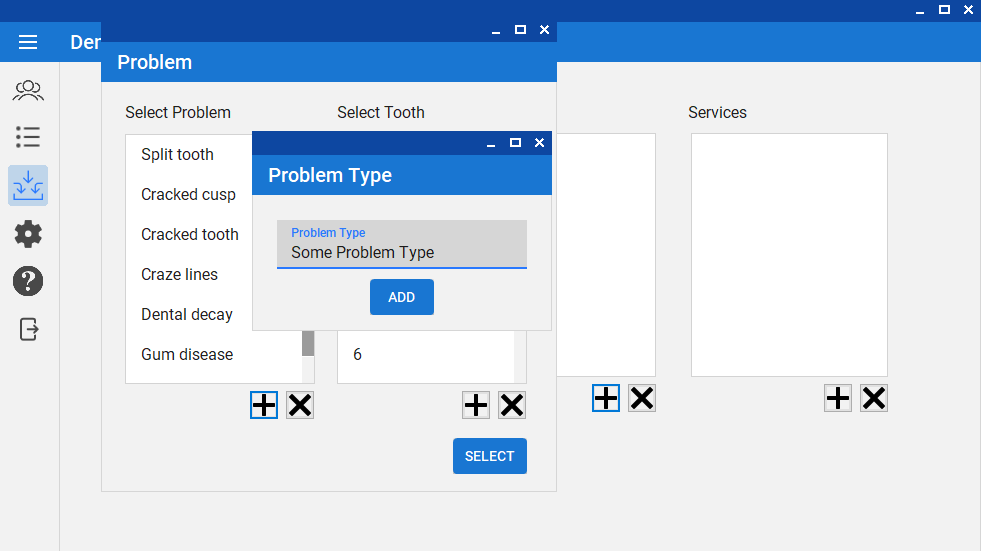 Problem
Select Problem
Select Tooth
Services
Split tooth
Cracked cusp
Cracked tooth
Craze lines
Dental decay
Gum disease
Problem Type
Problem Type
Some Problem Type
ADD
6
SELECT